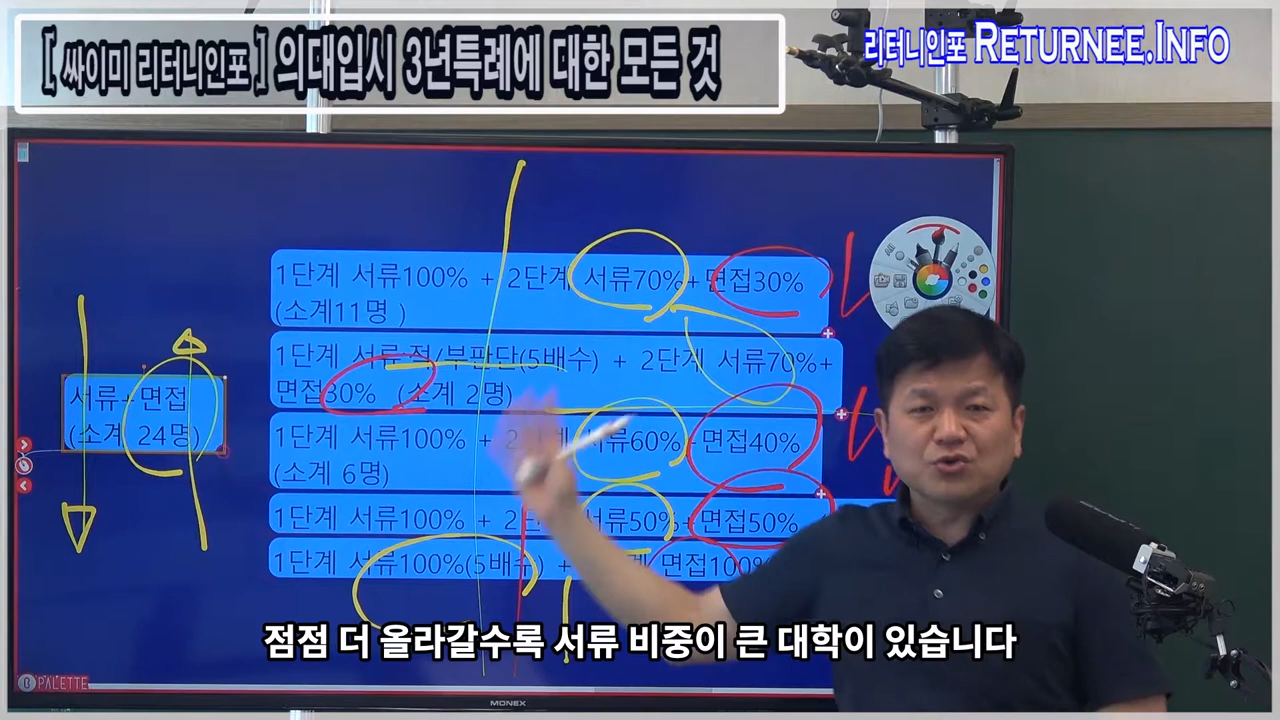 [ 싸이미 리터니인포 ] 의대입시 3년특례에 대한 모든 것
리터니인포 RETURNEE.INFO
1단계 서류100% + 2단계 서류70%+ 면접30%
(소계11명 )
1단계 서류 적/부판단(5배수) + 2단계 서류70%+
면접30% (소계 2명)
서류+면접
(소계 24명)
1단계 서류100% + 2단계 서류60%+면접40%
(소계 6명)
1단계 서류100% + 2단 서류50%+면접50%
1단계 서류100%(5배수) + 계 면접100%
점점 더 올라갈수록 서류 비중이 큰 대학이 있습니다
PALETTE
MONEX